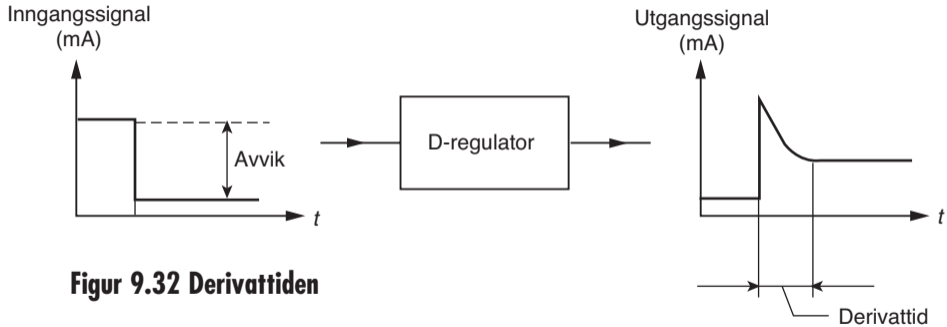 Inngangssignal
(mA)
Avvik
t
D-regulator
Utgangssignal
(mA)
t
Derivattid
Figur 9.32 Derivattiden